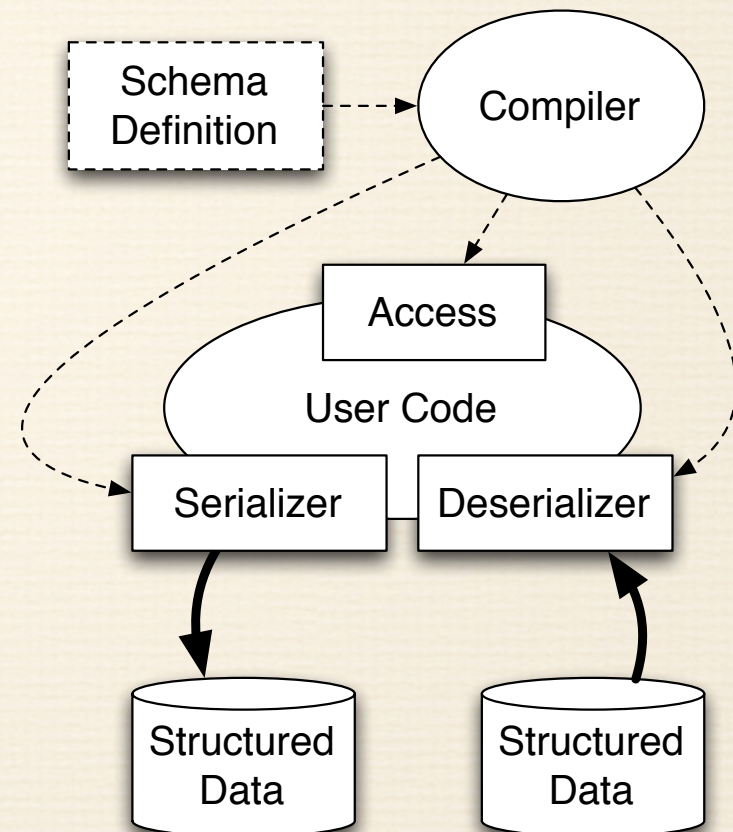 Schema
Definition
Compiler
Access
User Code
Serializer
Deserializer
Structured
Data
Structured
Data